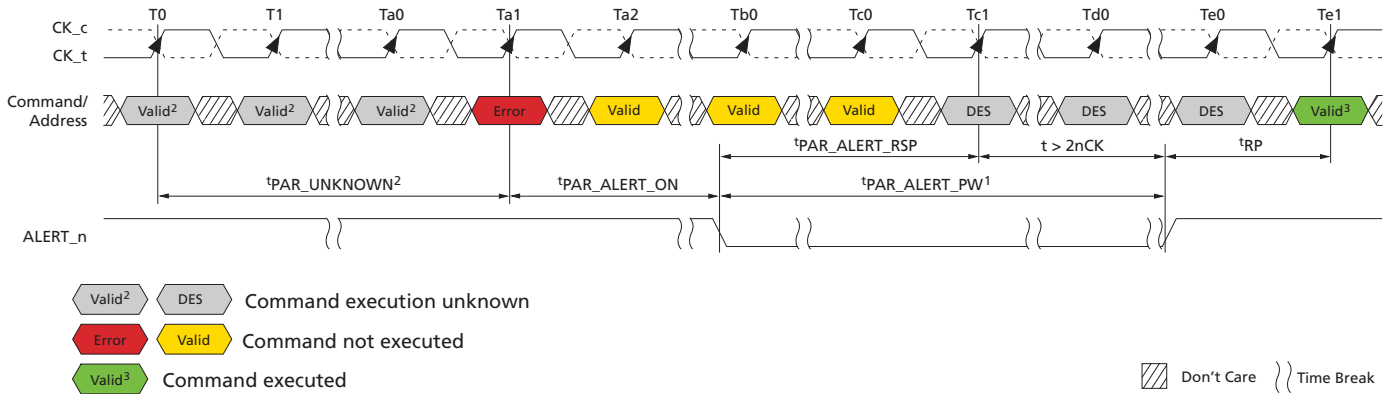 T0 T1 Ta0 Ta1 Ta2 Tb0 Tc0 Tc1 Td0 Te0 Te1
CK_c
CK_t
Command/
Address
Valid² Valid² Valid² Error Valid Valid Valid DES DES DES Valid³
ᵗPAR_ALERT_RSP t > 2nCK ᵗRP
ᵗPAR_UNKNOWN² ᵗPAR_ALERT_ON ᵗPAR_ALERT_PW¹
ALERT_n
Valid² DES Command execution unknown
Error Valid Command not executed
Valid³ Command executed
Don't Care Time Break